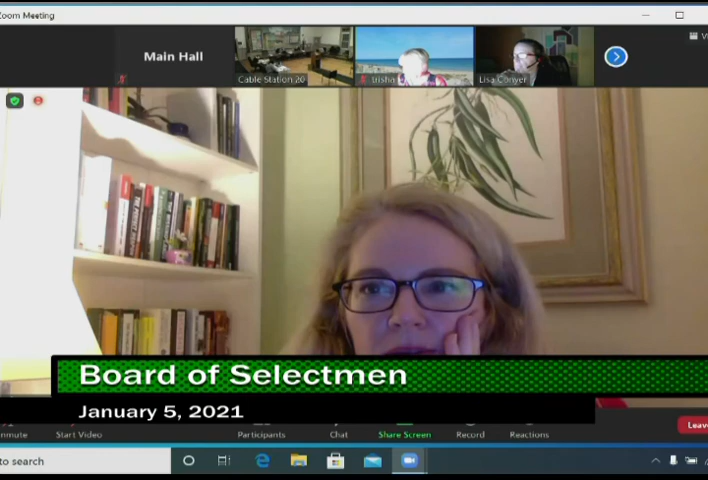 Zoom Meeting
Main Hall
Cable Station 20
trisha
Lisa Conyer
Board of Selectmen
January 5, 2021
Start Video
Participants
Chat
Share Screen
Record
Reactions
to search